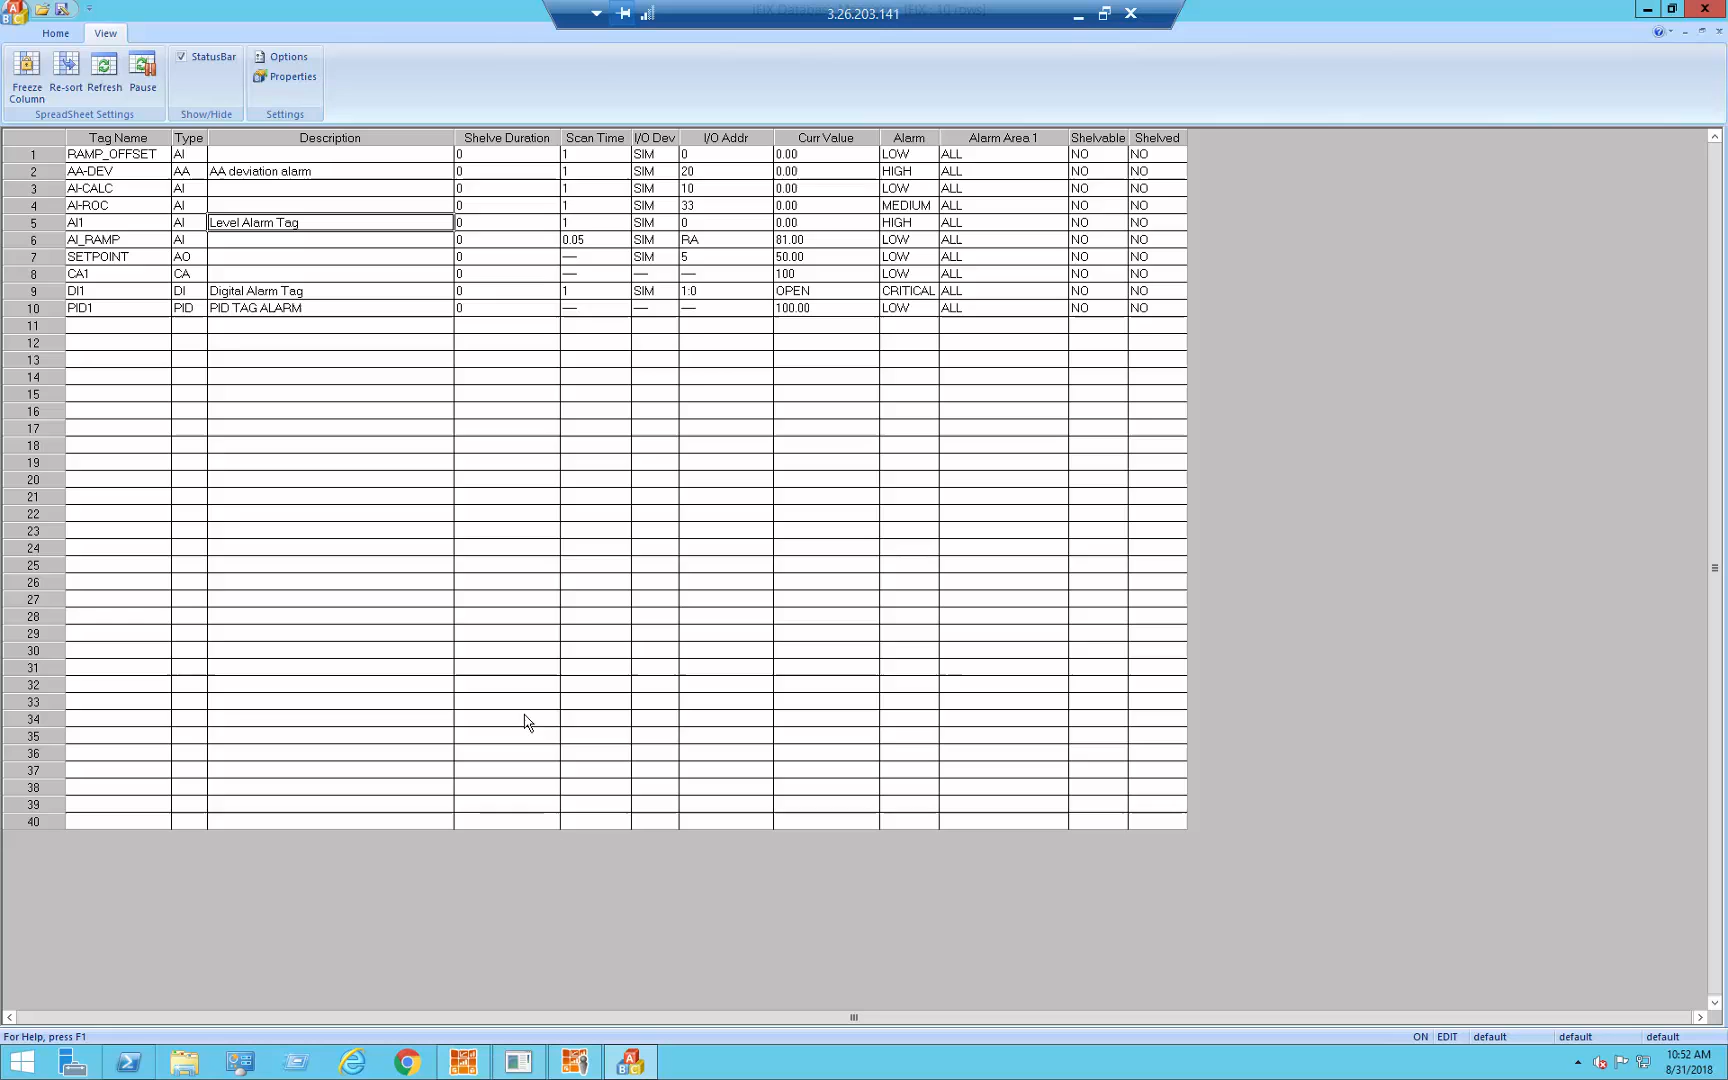 3.26.203.141
Home View
StatusBar Options
Properties
Freeze Column Re-sort Refresh Pause
SpreadSheet Settings Show/Hide Settings
Tag Name Type Description Shelve Duration Scan Time I/O Dev I/O Addr Curr Value Alarm Alarm Area 1 Shelvable Shelved
1 RAMP_OFFSET AI 0 1 SIM 0 0.00 LOW ALL NO NO
2 AA-DEV AA AA deviation alarm 0 1 SIM 20 0.00 HIGH ALL NO NO
3 AI-CALC AI 0 1 SIM 10 0.00 LOW ALL NO NO
4 AI-ROC AI 0 1 SIM 33 0.00 MEDIUM ALL NO NO
5 AI1 AI Level Alarm Tag 0 1 SIM 0 0.00 HIGH ALL NO NO
6 AI_RAMP AI 0 0.05 SIM RA 81.00 LOW ALL NO NO
7 SETPOINT AO 0 — SIM 5 50.00 LOW ALL NO NO
8 CA1 CA 0 — — — 100 LOW ALL NO NO
9 DI1 DI Digital Alarm Tag 0 1 SIM 1:0 OPEN CRITICAL ALL NO NO
10 PID1 PID PID TAG ALARM 0 — — — 100.00 LOW ALL NO NO
11
12
13
14
15
16
17
18
19
20
21
22
23
24
25
26
27
28
29
30
31
32
33
34
35
36
37
38
39
40
For Help, press F1 ON EDIT default default default
10:52 AM
8/31/2018